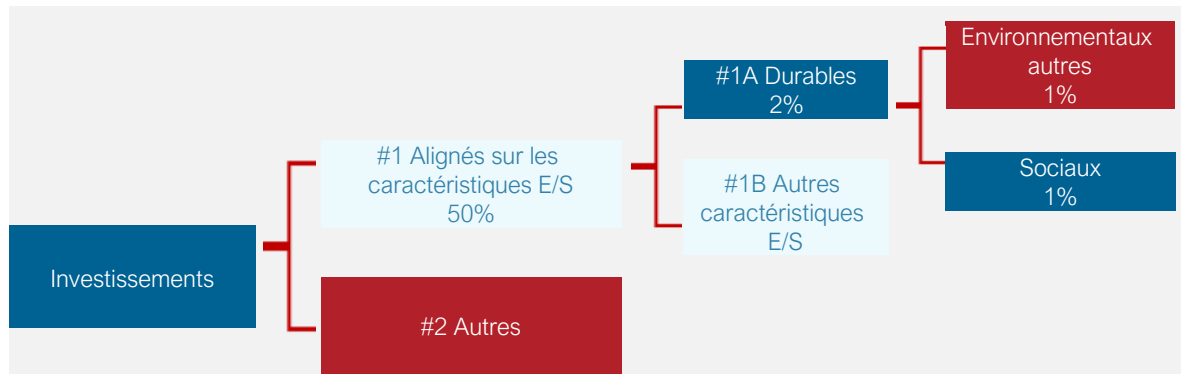 Investissements
#1 Alignés sur les
caractéristiques E/S
50%
#2 Autres
#1A Durables
2%
#1B Autres
caractéristiques
E/S
Environnementaux
autres
1%
Sociaux
1%